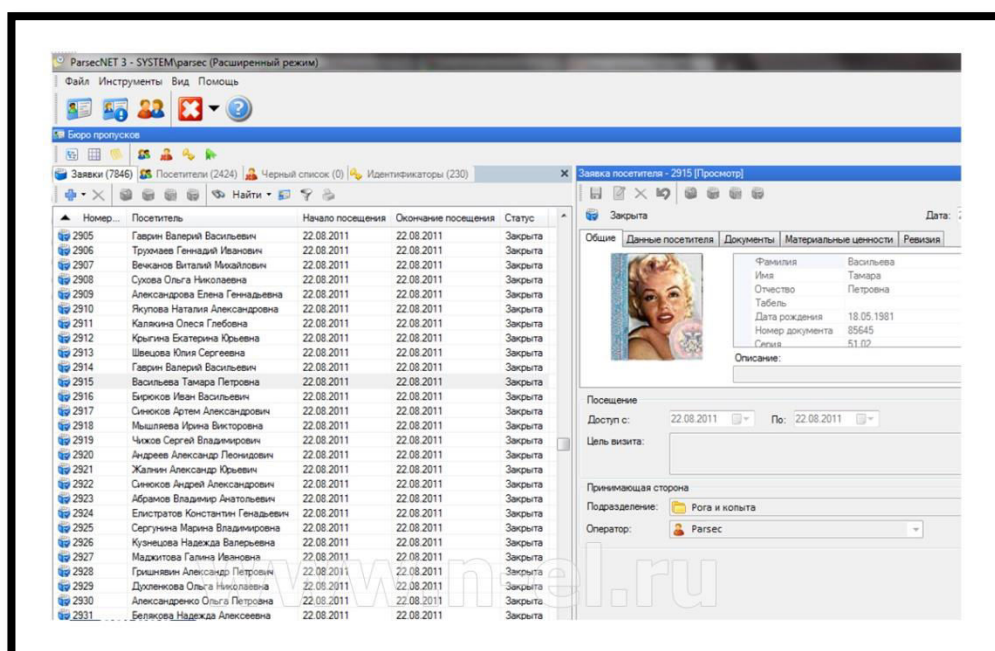 ParsecNET 3 - SYSTEM\parsec (Расширенный режим)
Файл Инструменты Вид Помощь
Бюро пропусков
Заявки (7846) Посетители (2424) Черный список (0) Идентификаторы (230)
Найти
Номер... Посетитель Начало посещения Окончание посещения Статус
2905 Гаврин Валерий Васильевич 22.08.2011 22.08.2011 Закрыта
2906 Трухмаев Геннадий Иванович 22.08.2011 22.08.2011 Закрыта
2907 Вечканов Виталий Михайлович 22.08.2011 22.08.2011 Закрыта
2908 Сухова Ольга Николаевна 22.08.2011 22.08.2011 Закрыта
2909 Александрова Елена Геннадьевна 22.08.2011 22.08.2011 Закрыта
2910 Якупова Наталия Александровна 22.08.2011 22.08.2011 Закрыта
2911 Калякина Олеся Глебовна 22.08.2011 22.08.2011 Закрыта
2912 Крыгина Екатерина Юрьевна 22.08.2011 22.08.2011 Закрыта
2913 Швецова Юлия Сергеевна 22.08.2011 22.08.2011 Закрыта
2914 Гаврин Валерий Васильевич 22.08.2011 22.08.2011 Закрыта
2915 Васильева Тамара Петровна 22.08.2011 22.08.2011 Закрыта
2916 Бирюков Иван Васильевич 22.08.2011 22.08.2011 Закрыта
2917 Синюков Артем Александрович 22.08.2011 22.08.2011 Закрыта
2918 Мышляева Ирина Викторовна 22.08.2011 22.08.2011 Закрыта
2919 Чижов Сергей Владимирович 22.08.2011 22.08.2011 Закрыта
2920 Андреев Александр Леонидович 22.08.2011 22.08.2011 Закрыта
2921 Жалнин Александр Юрьевич 22.08.2011 22.08.2011 Закрыта
2922 Синюков Андрей Александрович 22.08.2011 22.08.2011 Закрыта
2923 Абрамов Владимир Анатольевич 22.08.2011 22.08.2011 Закрыта
2924 Елистратов Константин Генадьевич 22.08.2011 22.08.2011 Закрыта
2925 Сергунина Марина Владимировна 22.08.2011 22.08.2011 Закрыта
2926 Кузнецова Надежда Валерьевна 22.08.2011 22.08.2011 Закрыта
2927 Маджитова Галина Ивановна 22.08.2011 22.08.2011 Закрыта
2928 Гришнявин Александр Петрович 22.08.2011 22.08.2011 Закрыта
2929 Духленкова Ольга Николаевна 22.08.2011 22.08.2011 Закрыта
2930 Александренко Ольга Петровна 22.08.2011 22.08.2011 Закрыта
2931 Белякова Надежда Алексеевна 22.08.2011 22.08.2011 Закрыта
Заявка посетителя - 2915 [Просмотр]
Закрыта Дата:
Общие Данные посетителя Документы Материальные ценности Ревизия
Фамилия Васильева
Имя Тамара
Отчество Петровна
Табель
Дата рождения 18.05.1981
Номер документа 85645
Серия 51 02
Описание:
Посещение
Доступ с: 22.08.2011 По: 22.08.2011
Цель визита:
Принимающая сторона
Подразделение: Рога и копыта
Оператор: Parsec
www.n-el.ru